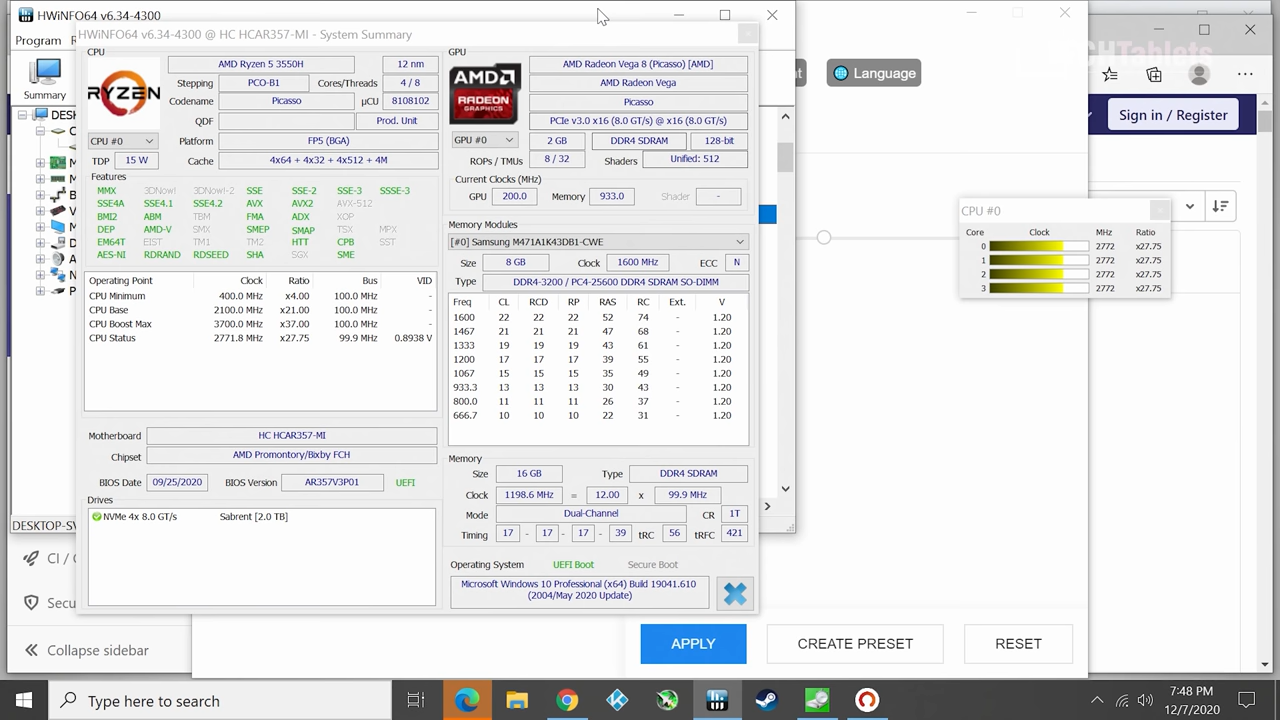 HWiNFO64 v6.34-4300
Program
HWiNFO64 v6.34-4300 @ HC HCAR357-MI - System Summary
Summary
DESK
DESKTOP-SV
CPU
RYZEN
AMD Ryzen 5 3550H 12 nm
Stepping PCO-B1 Cores/Threads 4 / 8
Codename Picasso µCU 8108102
QDF Prod. Unit
CPU #0 Platform FP5 (BGA)
TDP 15 W Cache 4x64 + 4x32 + 4x512 + 4M
Features
MMX 3DNow! 3DNow!-2 SSE SSE-2 SSE-3 SSSE-3
SSE4A SSE4.1 SSE4.2 AVX AVX2 AVX-512
BMI2 ABM TBM FMA ADX XOP
DEP AMD-V SMX SMEP SMAP TSX MPX
EM64T EIST TM1 TM2 HTT CPB SST
AES-NI RDRAND RDSEED SHA SGX SME
Operating Point Clock Ratio Bus VID
CPU Minimum 400.0 MHz x4.00 100.0 MHz -
CPU Base 2100.0 MHz x21.00 100.0 MHz -
CPU Boost Max 3700.0 MHz x37.00 100.0 MHz -
CPU Status 2771.8 MHz x27.75 99.9 MHz 0.8938 V
Motherboard HC HCAR357-MI
Chipset AMD Promontory/Bixby FCH
BIOS Date 09/25/2020 BIOS Version AR357V3P01 UEFI
Drives
NVMe 4x 8.0 GT/s Sabrent [2.0 TB]
GPU
AMD
RADEON
GRAPHICS
AMD Radeon Vega 8 (Picasso) [AMD]
AMD Radeon Vega
Picasso
PCIe v3.0 x16 (8.0 GT/s) @ x16 (8.0 GT/s)
GPU #0 2 GB DDR4 SDRAM 128-bit
ROPs / TMUs 8 / 32 Shaders Unified: 512
Current Clocks (MHz)
GPU 200.0 Memory 933.0 Shader -
Memory Modules
[#0] Samsung M471A1K43DB1-CWE
Size 8 GB Clock 1600 MHz ECC N
Type DDR4-3200 / PC4-25600 DDR4 SDRAM SO-DIMM
Freq CL RCD RP RAS RC Ext. V
1600 22 22 22 52 74 - 1.20
1467 21 21 21 47 68 - 1.20
1333 19 19 19 43 61 - 1.20
1200 17 17 17 39 55 - 1.20
1067 15 15 15 35 49 - 1.20
933.3 13 13 13 30 43 - 1.20
800.0 11 11 11 26 37 - 1.20
666.7 10 10 10 22 31 - 1.20
Memory
Size 16 GB Type DDR4 SDRAM
Clock 1198.6 MHz = 12.00 x 99.9 MHz
Mode Dual-Channel CR 1T
Timing 17 - 17 - 17 - 39 tRC 56 tRFC 421
Operating System UEFI Boot Secure Boot
Microsoft Windows 10 Professional (x64) Build 19041.610
(2004/May 2020 Update)
Language
Sign in / Register
CPU #0
Core Clock MHz Ratio
0 2772 x27.75
1 2772 x27.75
2 2772 x27.75
3 2772 x27.75
CI / C
Secu
Collapse sidebar
APPLY CREATE PRESET RESET
Type here to search
7:48 PM
12/7/2020